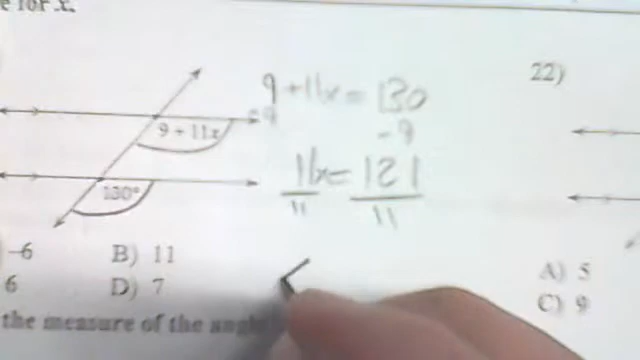 e for x.
9 + 11x = 130
-9 -9
11x = 121
11 11
9 + 11x
130°
-6 B) 11
6 D) 7
the measure of the angle
22)
A) 5
C) 9